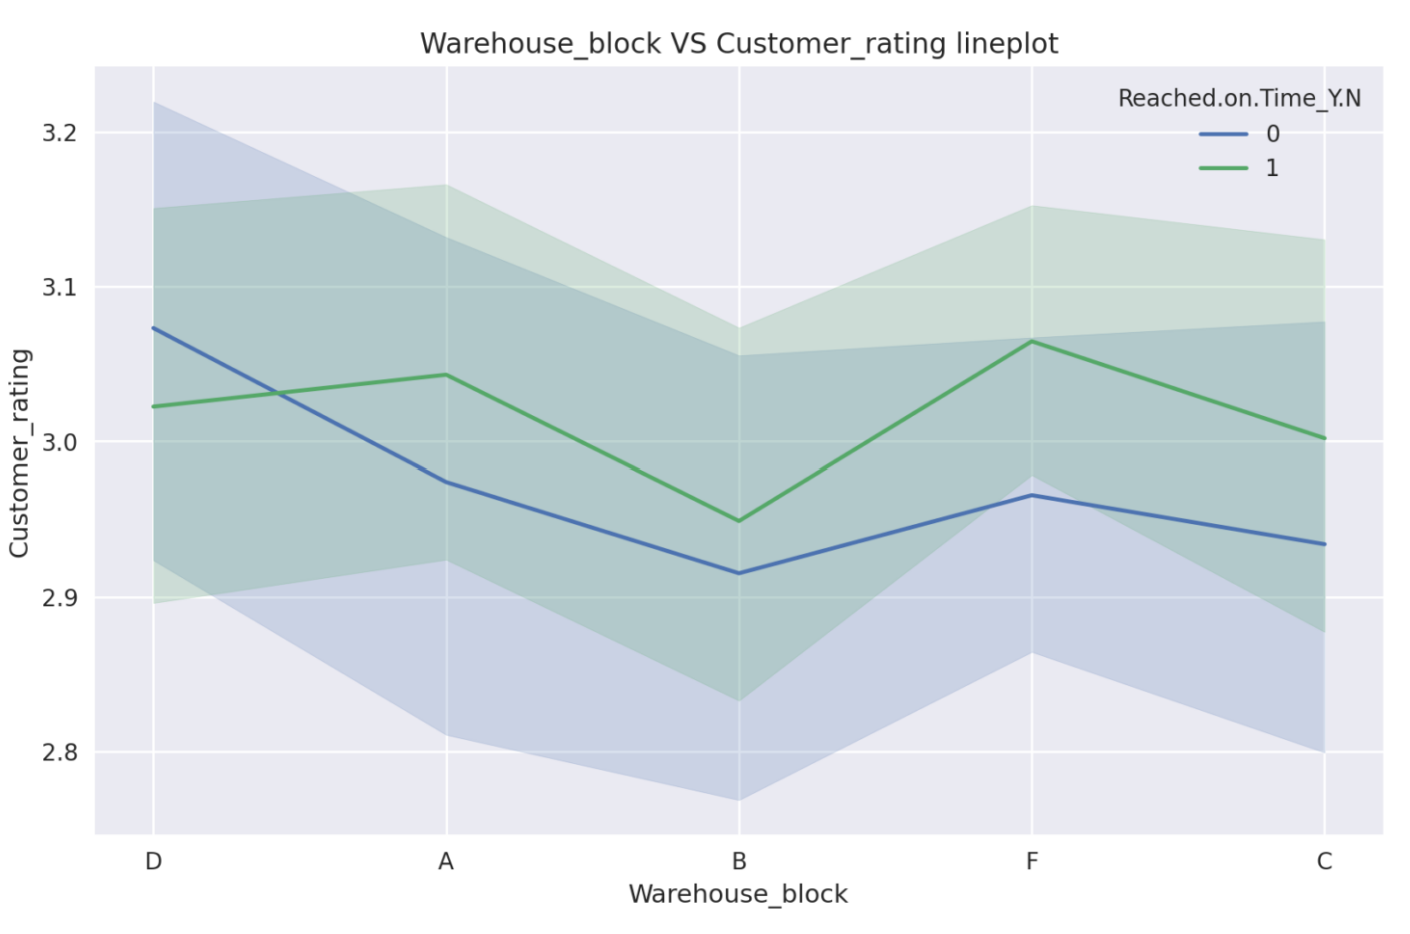 Warehouse_block VS Customer_rating lineplot
Reached.on.Time_Y.N
0
1
3.2
3.1
3.0
2.9
2.8
Customer_rating
D A B F C
Warehouse_block